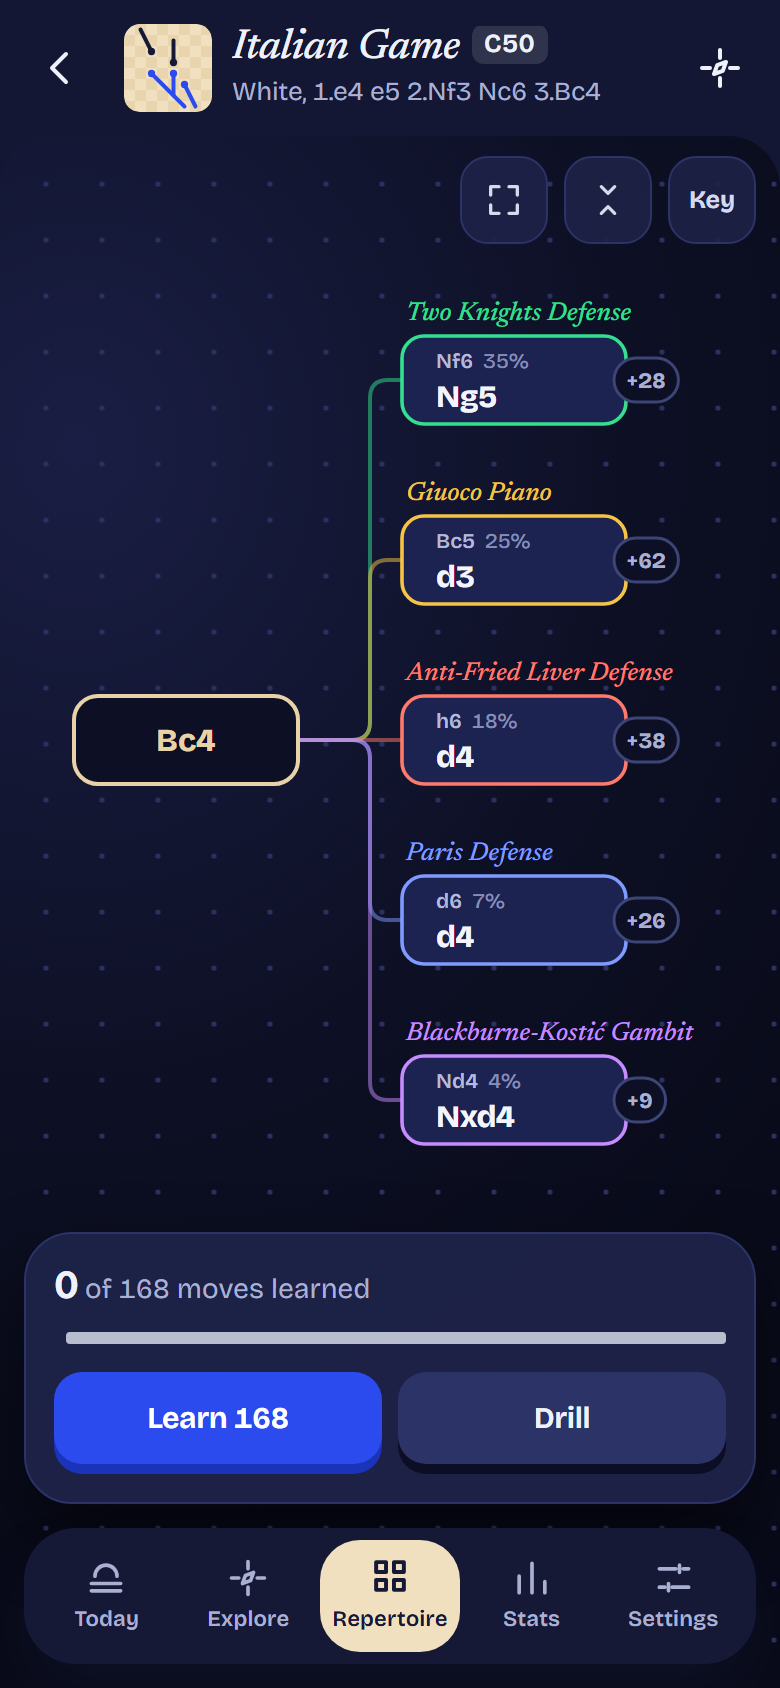 Italian Game C50
White, 1.e4 e5 2.Nf3 Nc6 3.Bc4
Key
Two Knights Defense
Nf6 35%
Ng5
+28
Giuoco Piano
Bc5 25%
d3
+62
Anti-Fried Liver Defense
h6 18%
d4
+38
Bc4
Paris Defense
d6 7%
d4
+26
Blackburne-Kostić Gambit
Nd4 4%
Nxd4
+9
0 of 168 moves learned
Learn 168
Drill
Today
Explore
Repertoire
Stats
Settings